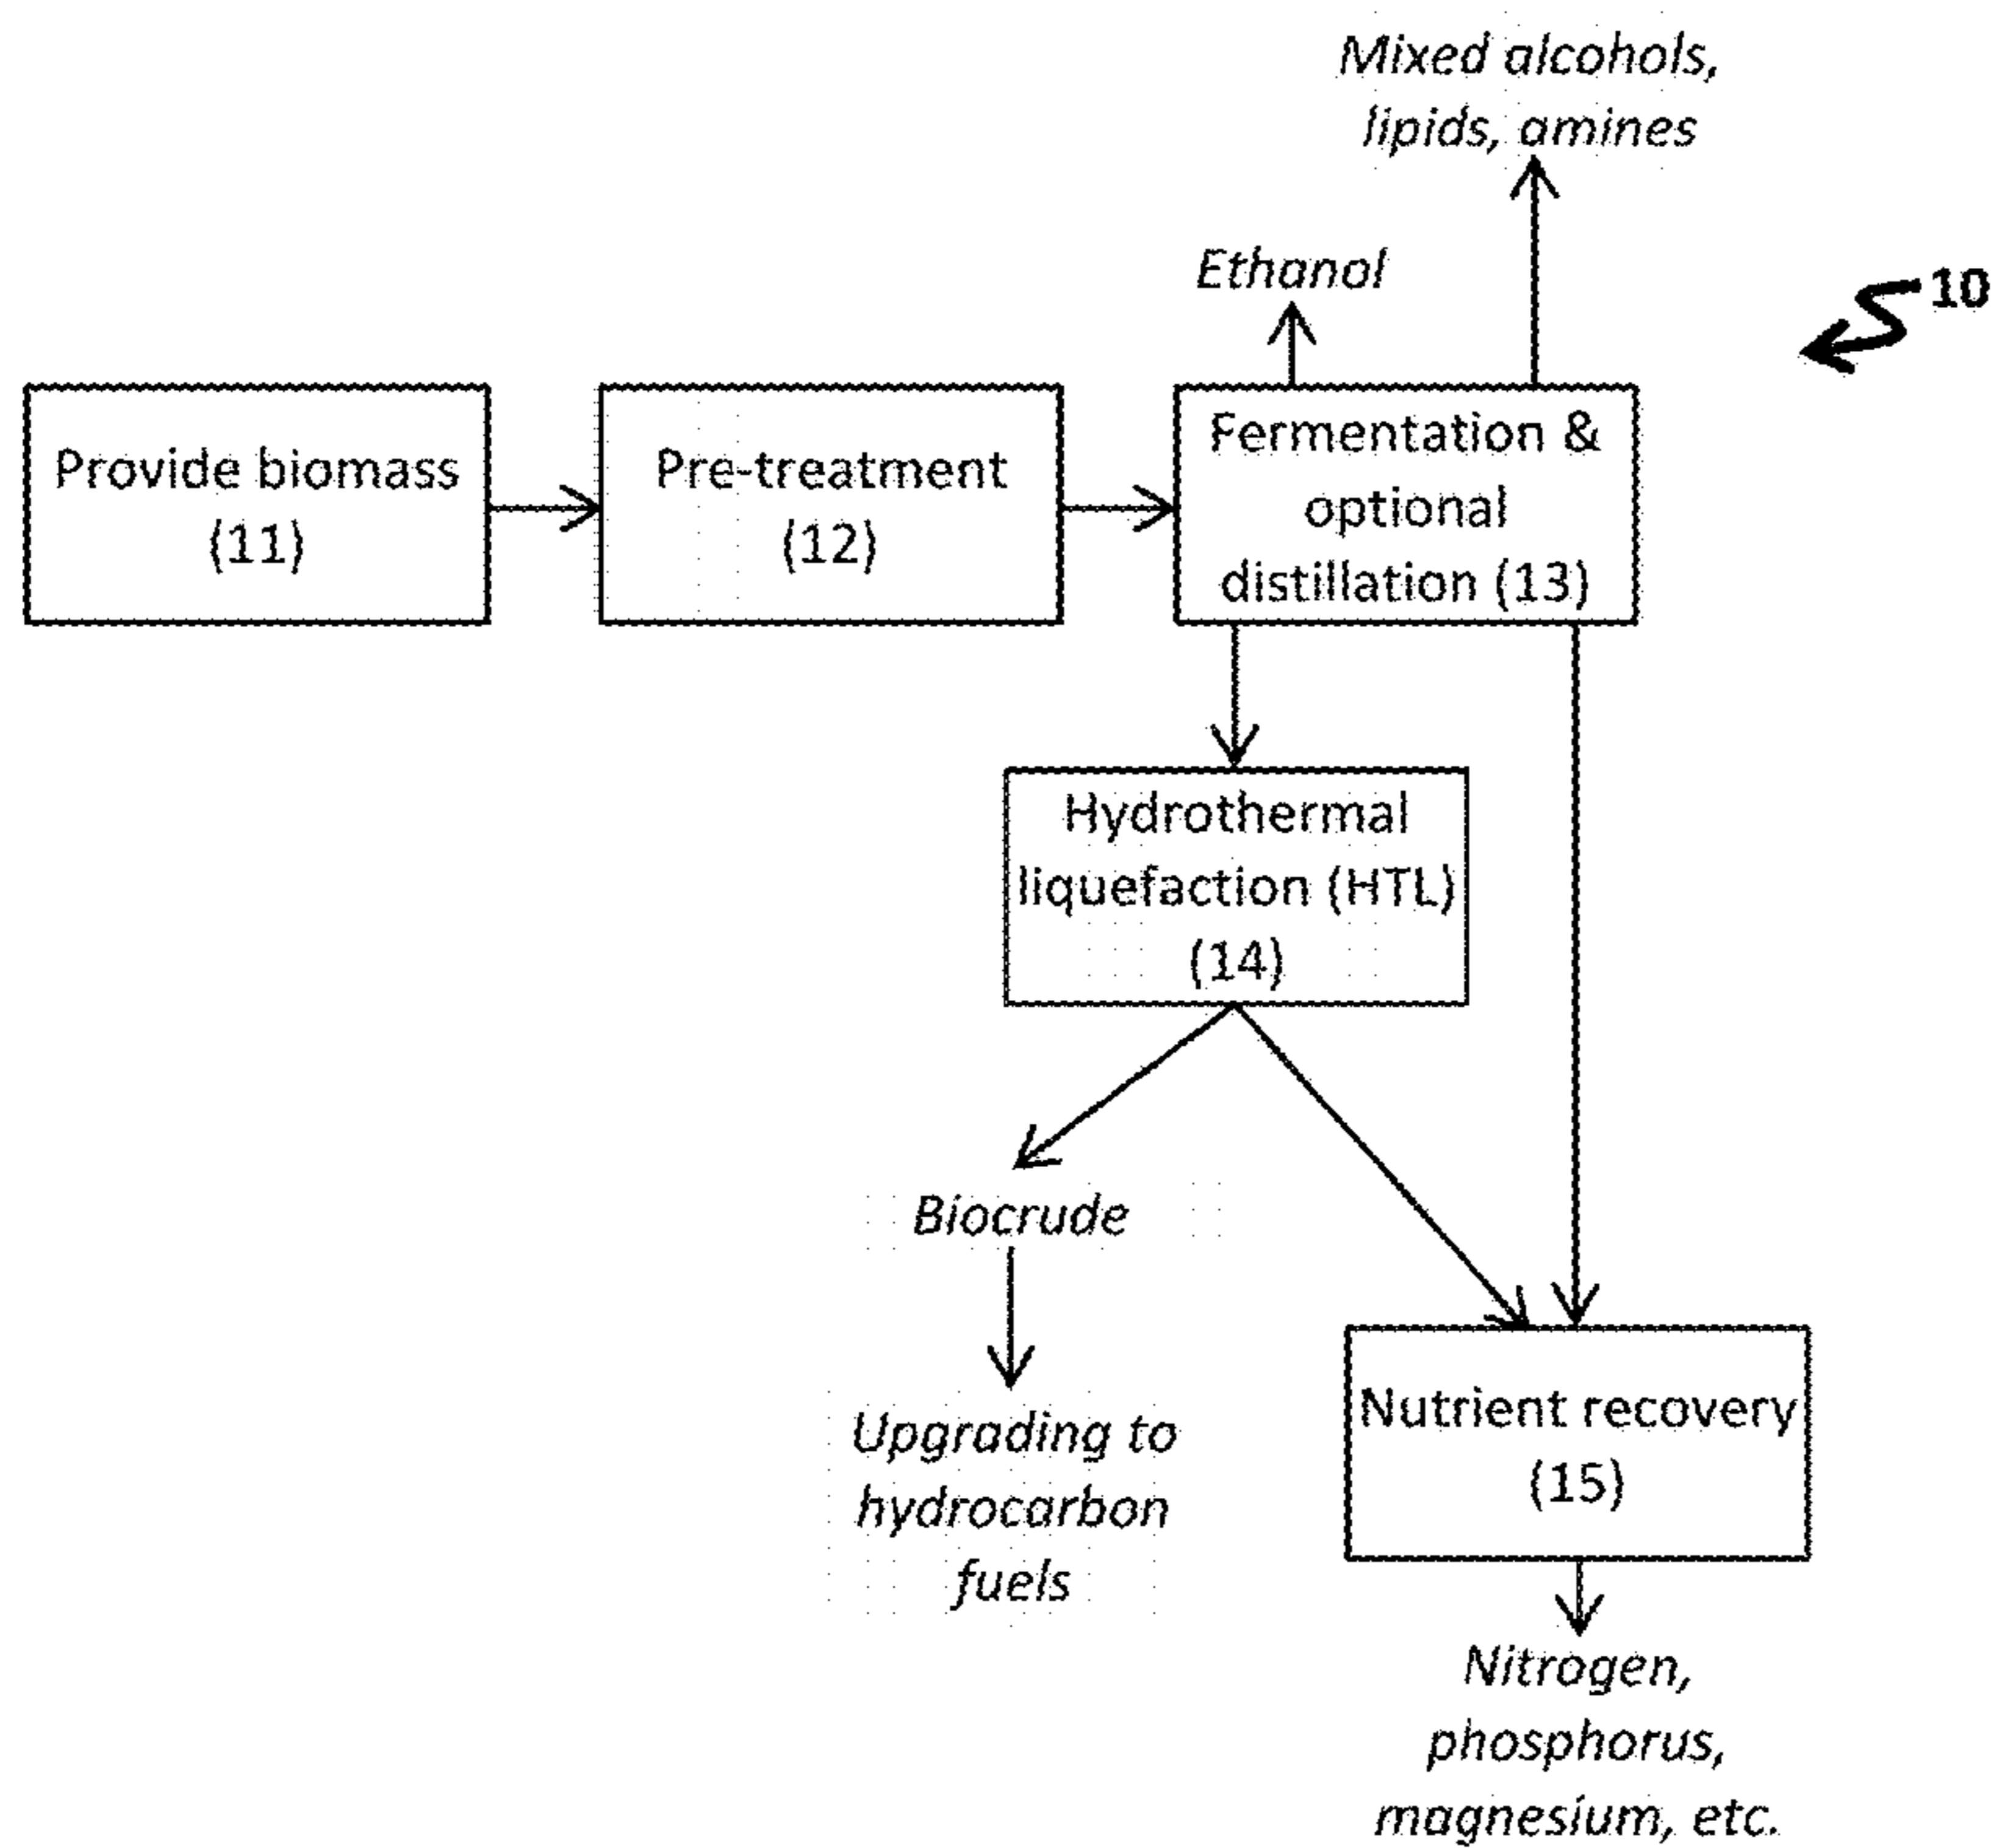 Mixed alcohols,
lipids, amines
Ethanol
10
Provide biomass
(11)
Pre-treatment
(12)
Fermentation &
optional
distillation (13)
Hydrothermal
liquefaction (HTL)
(14)
Biocrude
Upgrading to
hydrocarbon
fuels
Nutrient recovery
(15)
Nitrogen,
phosphorus,
magnesium, etc.